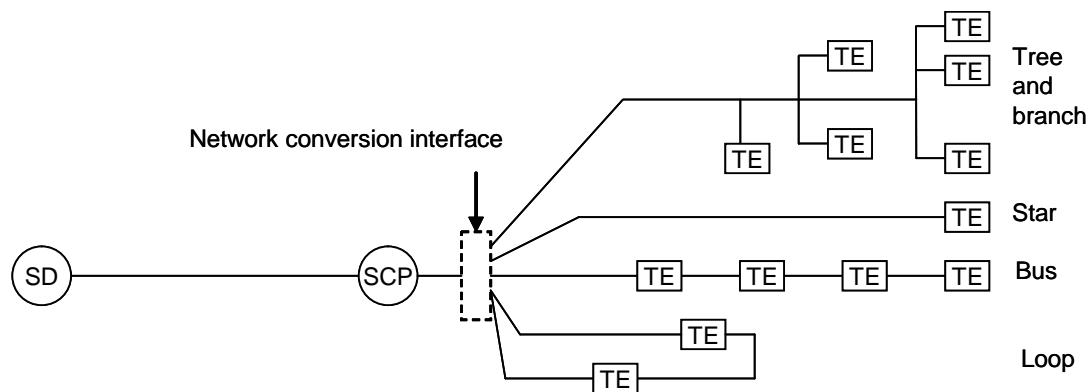 TE
TE
TE
Tree
and
branch
Network conversion interface
TE
TE
TE
TE
Star
SD
SCP
TE
TE
TE
TE
Bus
TE
Loop
TE